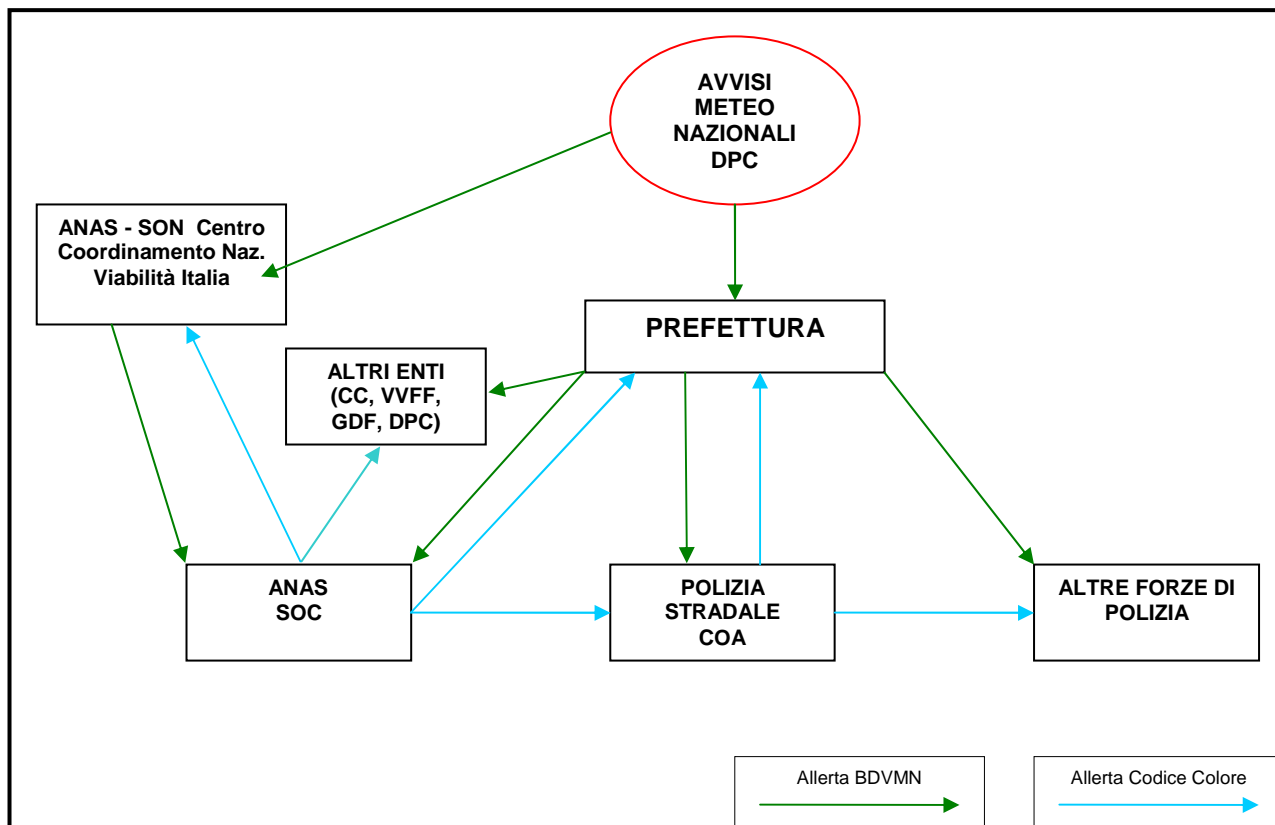 AVVISI
METEO
NAZIONALI
DPC
ANAS - SON Centro
Coordinamento Naz.
Viabilità Italia
PREFETTURA
ALTRI ENTI
(CC, VVFF,
GDF, DPC)
ANAS
SOC
POLIZIA
STRADALE
COA
ALTRE FORZE DI
POLIZIA
Allerta BDVMN
Allerta Codice Colore